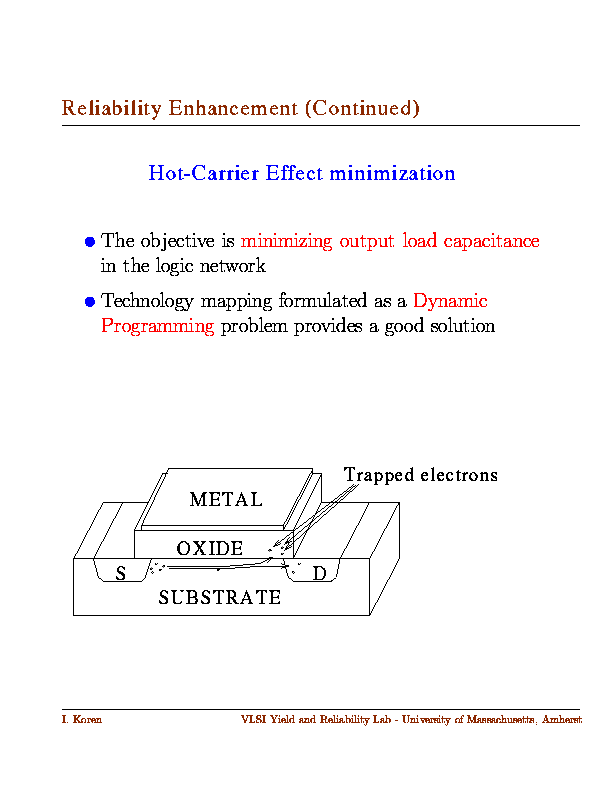 Reliability Enhancement (Continued)
Hot-Carrier Effect minimization
● The objective is minimizing output load capacitance
in the logic network
● Technology mapping formulated as a Dynamic
Programming problem provides a good solution
Trapped electrons
METAL
OXIDE
S
D
SUBSTRATE
I. Koren
VLSI Yield and Reliability Lab - University of Massachusetts, Amherst